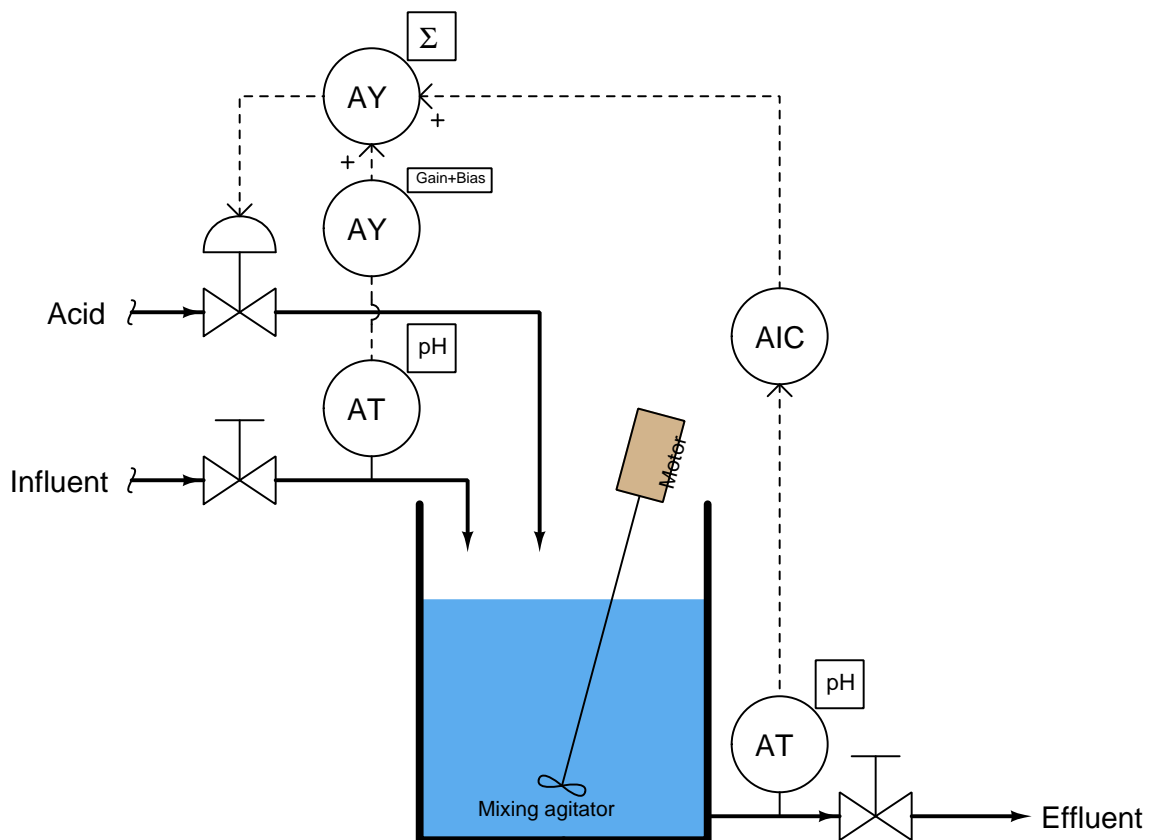 Σ
AY
+
+
Gain+Bias
AY
Acid
pH
AIC
AT
Motor
Influent
pH
AT
Mixing agitator
Effluent